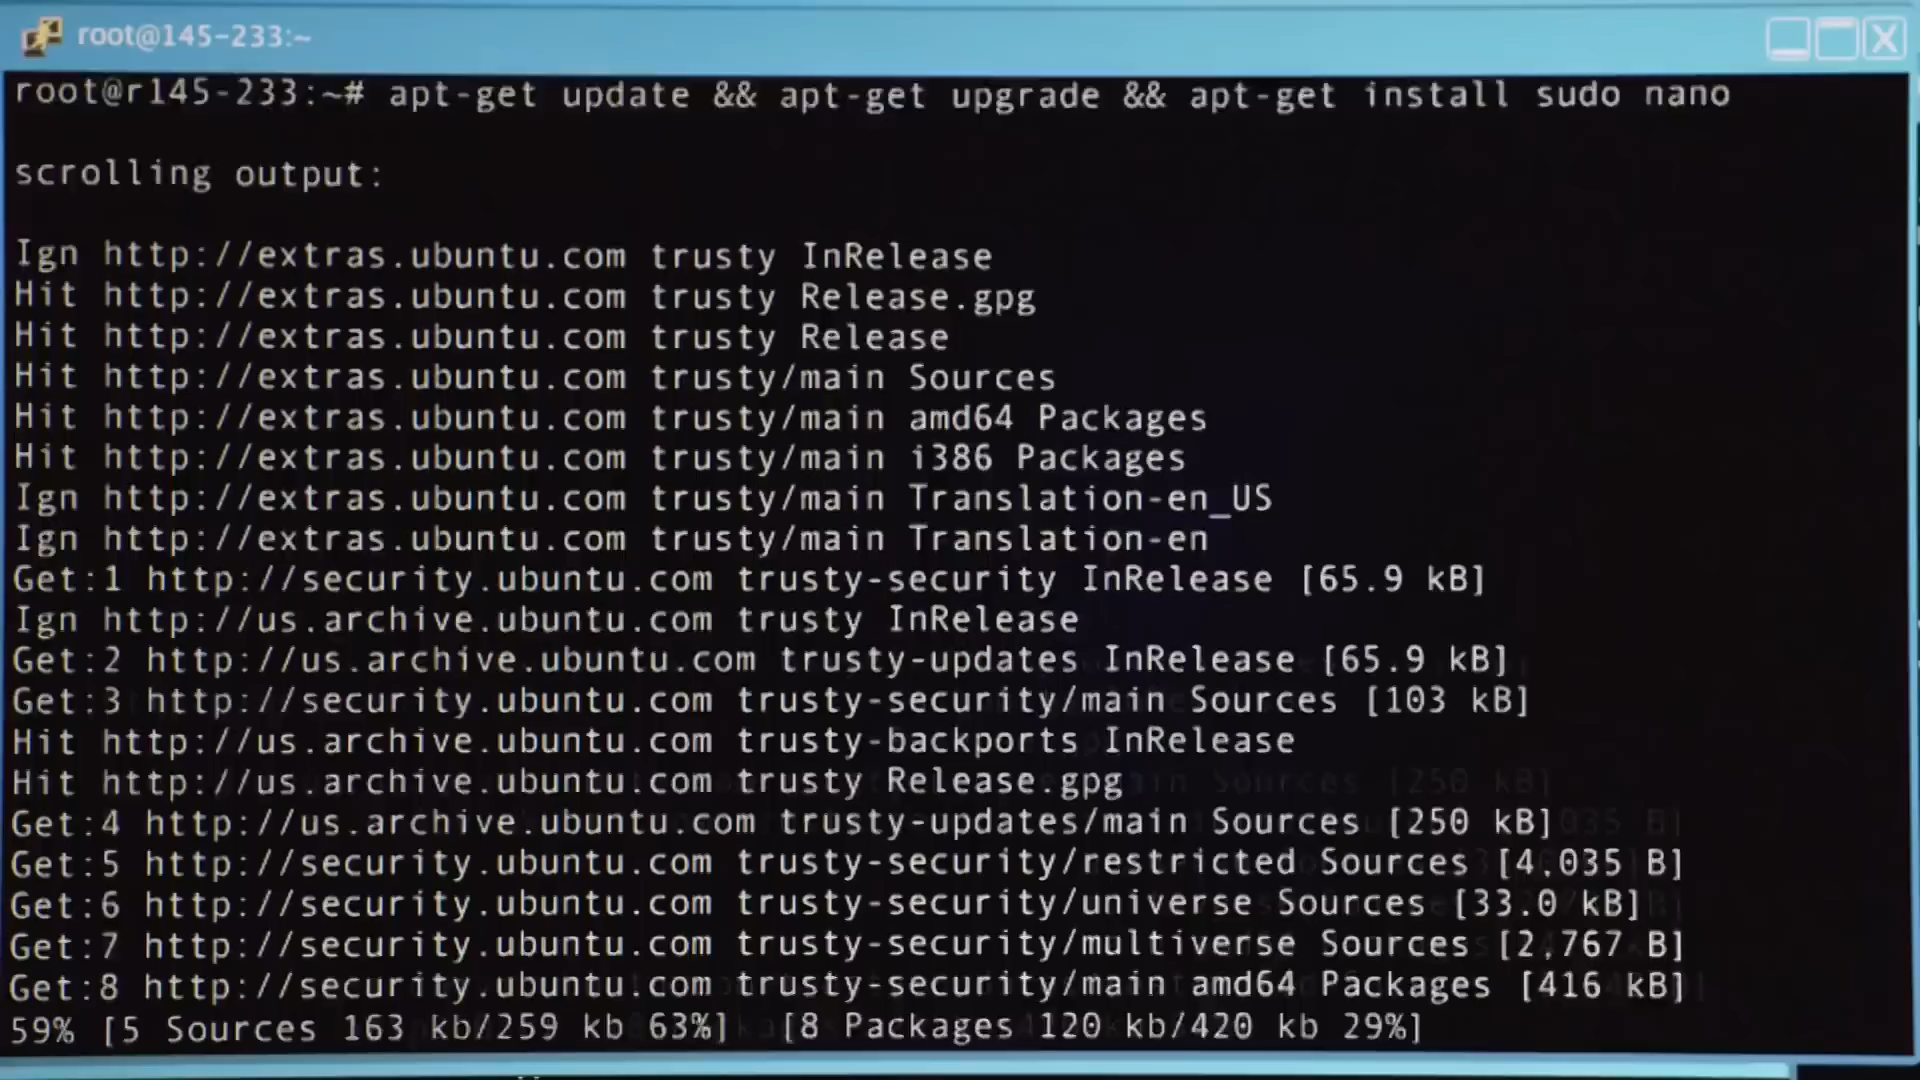 root@145-233:~
root@r145-233:~# apt-get update && apt-get upgrade && apt-get install sudo nano
scrolling output:
Ign http://extras.ubuntu.com trusty InRelease
Hit http://extras.ubuntu.com trusty Release.gpg
Hit http://extras.ubuntu.com trusty Release
Hit http://extras.ubuntu.com trusty/main Sources
Hit http://extras.ubuntu.com trusty/main amd64 Packages
Hit http://extras.ubuntu.com trusty/main i386 Packages
Ign http://extras.ubuntu.com trusty/main Translation-en_US
Ign http://extras.ubuntu.com trusty/main Translation-en
Get:1 http://security.ubuntu.com trusty-security InRelease [65.9 kB]
Ign http://us.archive.ubuntu.com trusty InRelease
Get:2 http://us.archive.ubuntu.com trusty-updates InRelease [65.9 kB]
Get:3 http://security.ubuntu.com trusty-security/main Sources [103 kB]
Hit http://us.archive.ubuntu.com trusty-backports InRelease
Hit http://us.archive.ubuntu.com trusty Release.gpg
Get:4 http://us.archive.ubuntu.com trusty-updates/main Sources [250 kB]
Get:5 http://security.ubuntu.com trusty-security/restricted Sources [4,035 B]
Get:6 http://security.ubuntu.com trusty-security/universe Sources [33.0 kB]
Get:7 http://security.ubuntu.com trusty-security/multiverse Sources [2,767 B]
Get:8 http://security.ubuntu.com trusty-security/main amd64 Packages [416 kB]
59% [5 Sources 163 kb/259 kb 63%] [8 Packages 120 kb/420 kb 29%]